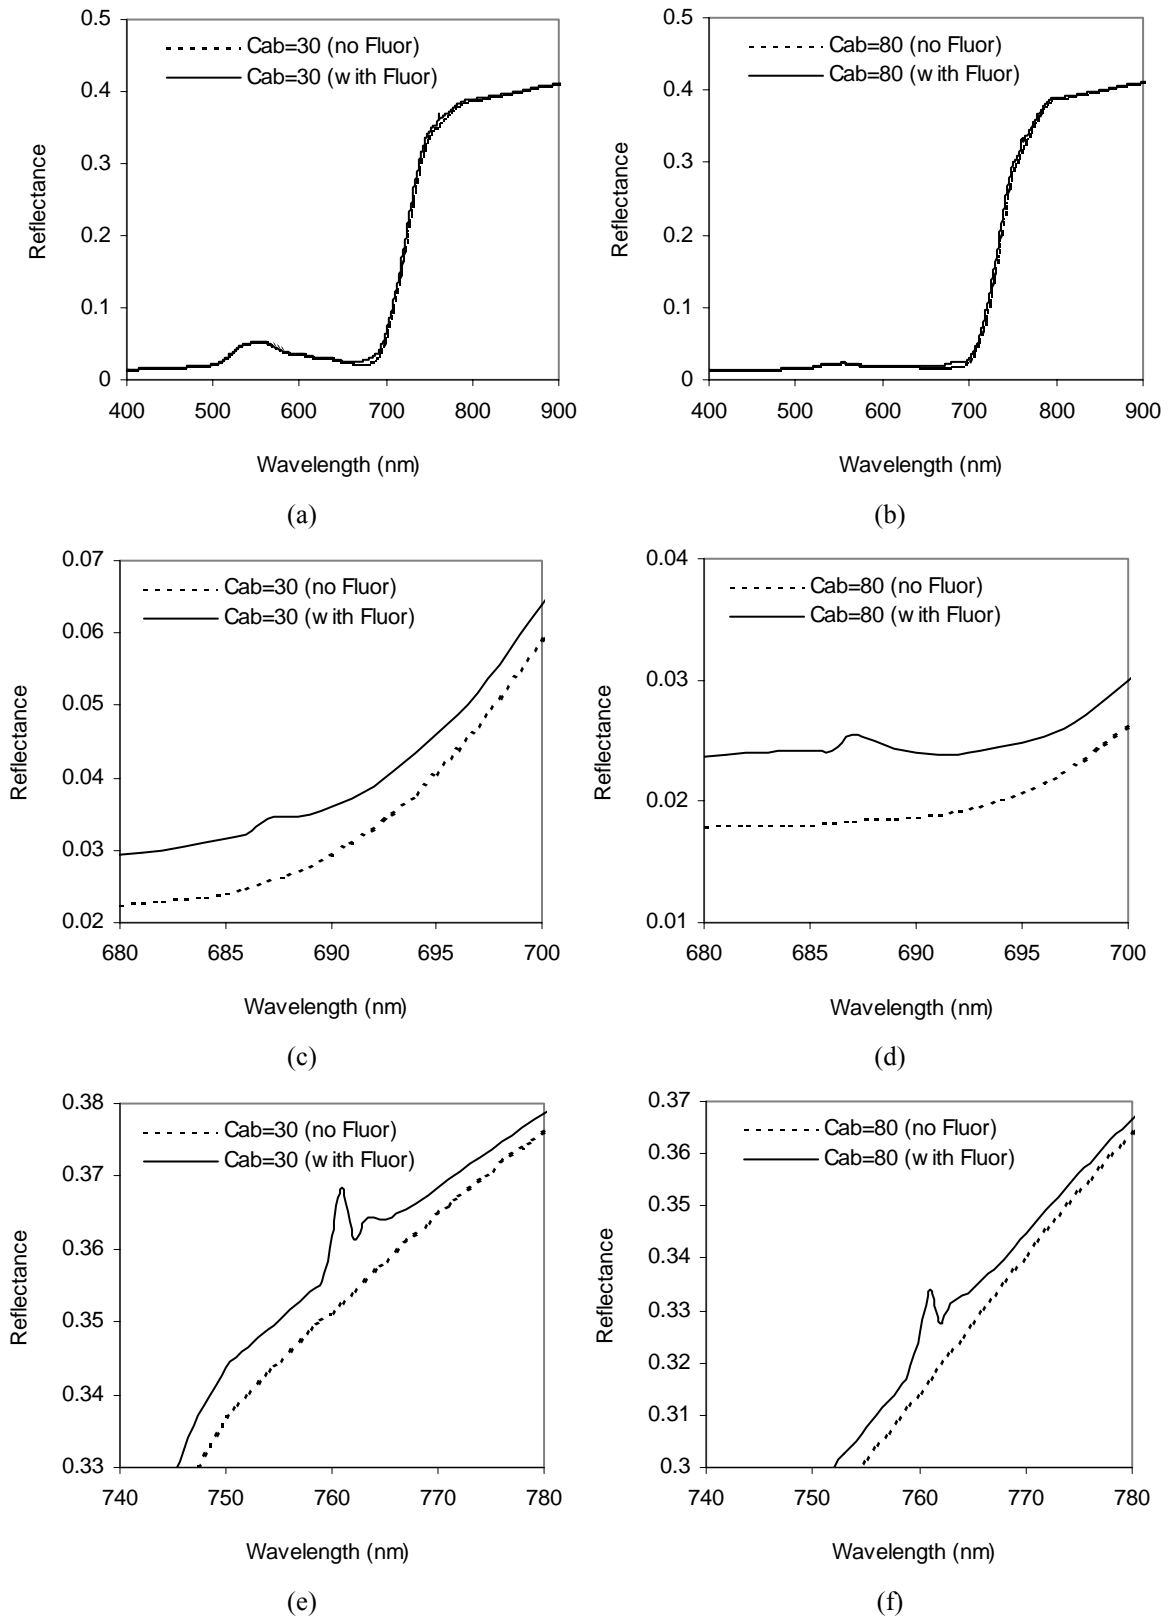 0.5
Cab=30 (no Fluor)
Cab=30 (with Fluor)
0.4
0.3
0.2
0.1
0
Reflectance
400 500 600 700 800 900
Wavelength (nm)
(a)
0.5
Cab=80 (no Fluor)
Cab=80 (with Fluor)
0.4
0.3
0.2
0.1
0
Reflectance
400 500 600 700 800 900
Wavelength (nm)
(b)
0.07
Cab=30 (no Fluor)
Cab=30 (with Fluor)
0.06
0.05
0.04
0.03
0.02
Reflectance
680 685 690 695 700
Wavelength (nm)
(c)
0.04
Cab=80 (no Fluor)
Cab=80 (with Fluor)
0.03
0.02
0.01
Reflectance
680 685 690 695 700
Wavelength (nm)
(d)
0.38
Cab=30 (no Fluor)
Cab=30 (with Fluor)
0.37
0.36
0.35
0.34
0.33
Reflectance
740 750 760 770 780
Wavelength (nm)
(e)
0.37
Cab=80 (no Fluor)
Cab=80 (with Fluor)
0.36
0.35
0.34
0.33
0.32
0.31
0.3
Reflectance
740 750 760 770 780
Wavelength (nm)
(f)